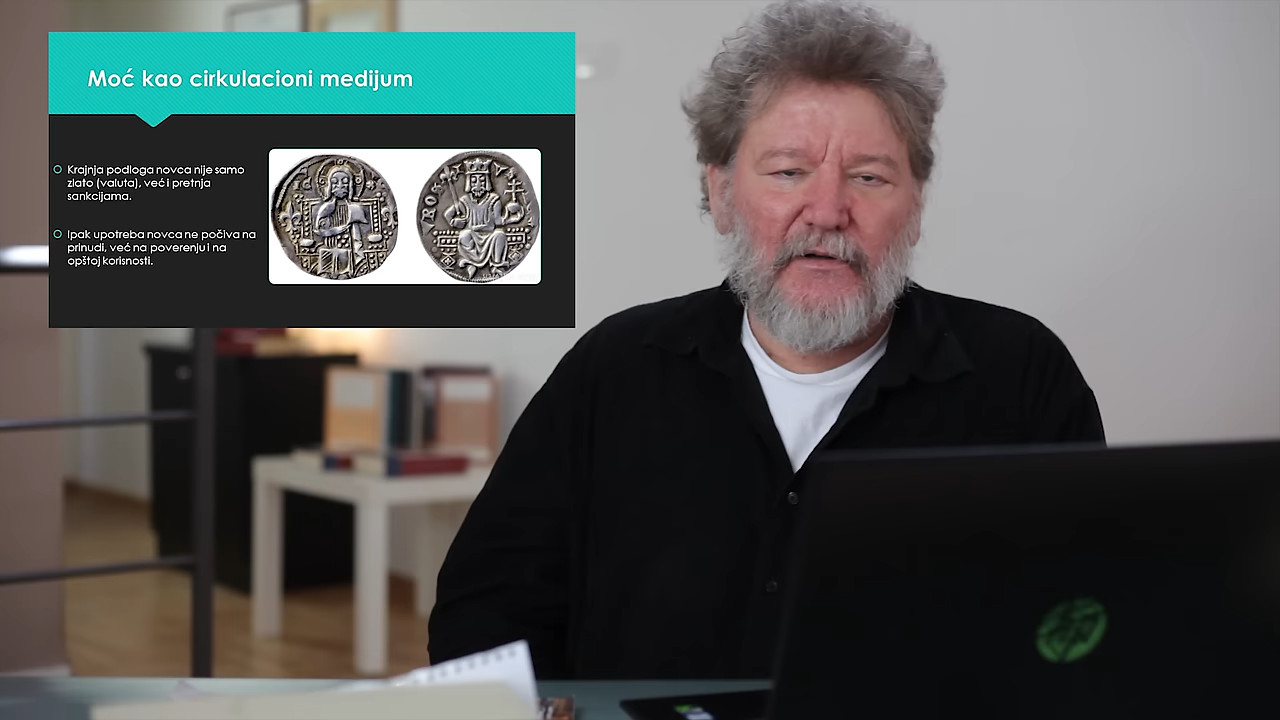 Moć kao cirkulacioni medijum
Krajnja podloga novca nije samo
zlato (valuta), već i pretnja
sankcijama.
Ipak upotreba novca ne počiva na
prinudi, već na poverenju i na
opštoj korisnosti.